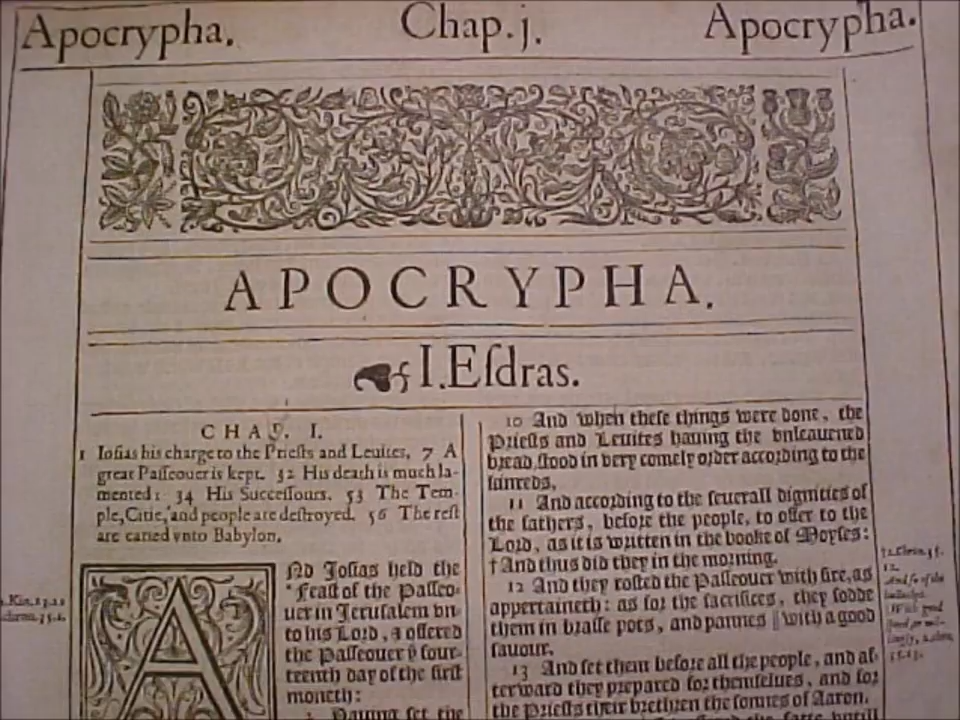 Apocrypha. Chap. j. Apocrypha.
APOCRYPHA.
I. Eſdras.
CHAP. I.
1 Ioſias his charge to the Prieſts and Leuites, 7 A
great Paſſeouer is kept. 32 His death is much la-
mented: 34 His Succeſſours. 53 The Tem-
ple, Citie, and people are deſtroyed. 56 The reſt
are caried vnto Babylon.
And Joſias held the
Feaſt of the Paſſeo-
uer in Jeruſalem vn-
to his Lord, & offered
the Paſſeouer yͤ four-
teenth day of the firſt
moneth:
Hauing ſet the
10 And when theſe things were done, the
Prieſts and Leuites hauing the vnleauened
bread, ſtood in very comely order according to the
kinreds,
11 And according to the ſeuerall dignities of
the fathers, before the people, to offer to the
Lord, as it is written in the booke of Moyſes:
† And thus did they in the morning.
12 And they roſted the Paſſeouer with fire, as
appertaineth: as for the ſacrifices, they ſodde
them in braſſe pots, and pannes ‖ with a good
ſauour.
13 And ſet them before all the people, and af-
terward they prepared for themſelues, and for
the Prieſts their brethren the ſonnes of Aaron.